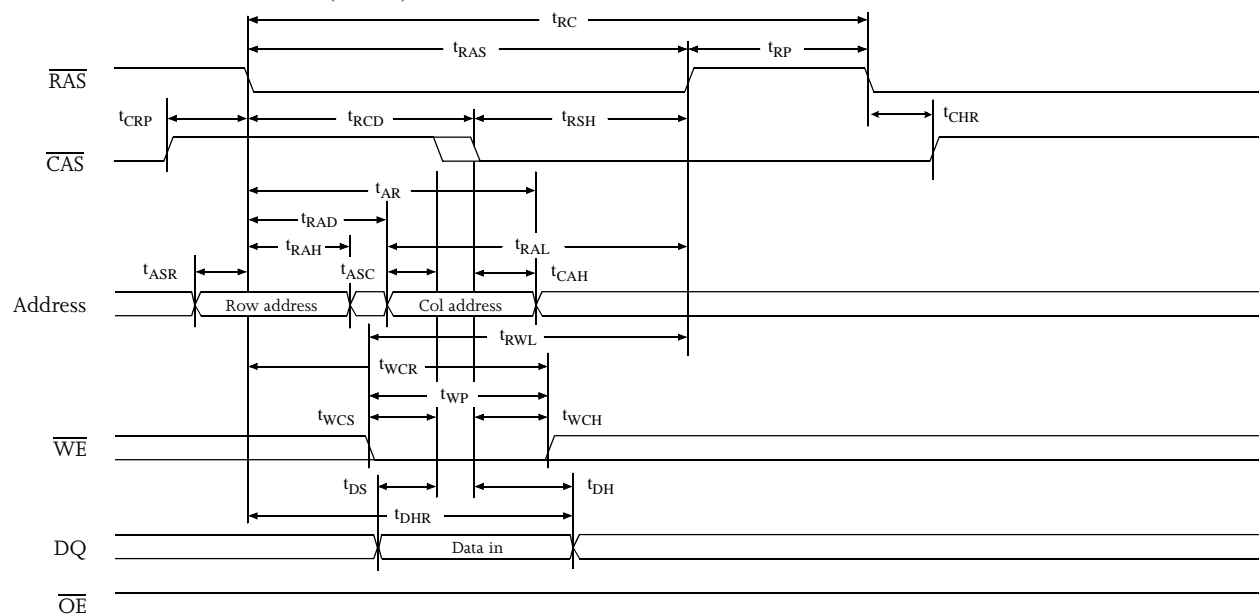 tRC
tRAS tRP
RAS
tCRP tRCD tRSH tCHR
CAS
tAR
tRAD
tRAH tRAL
tASR tASC tCAH
Address Row address Col address
tRWL
tWCR
tWP
tWCS tWCH
WE
tDS tDH
tDHR
DQ Data in
OE